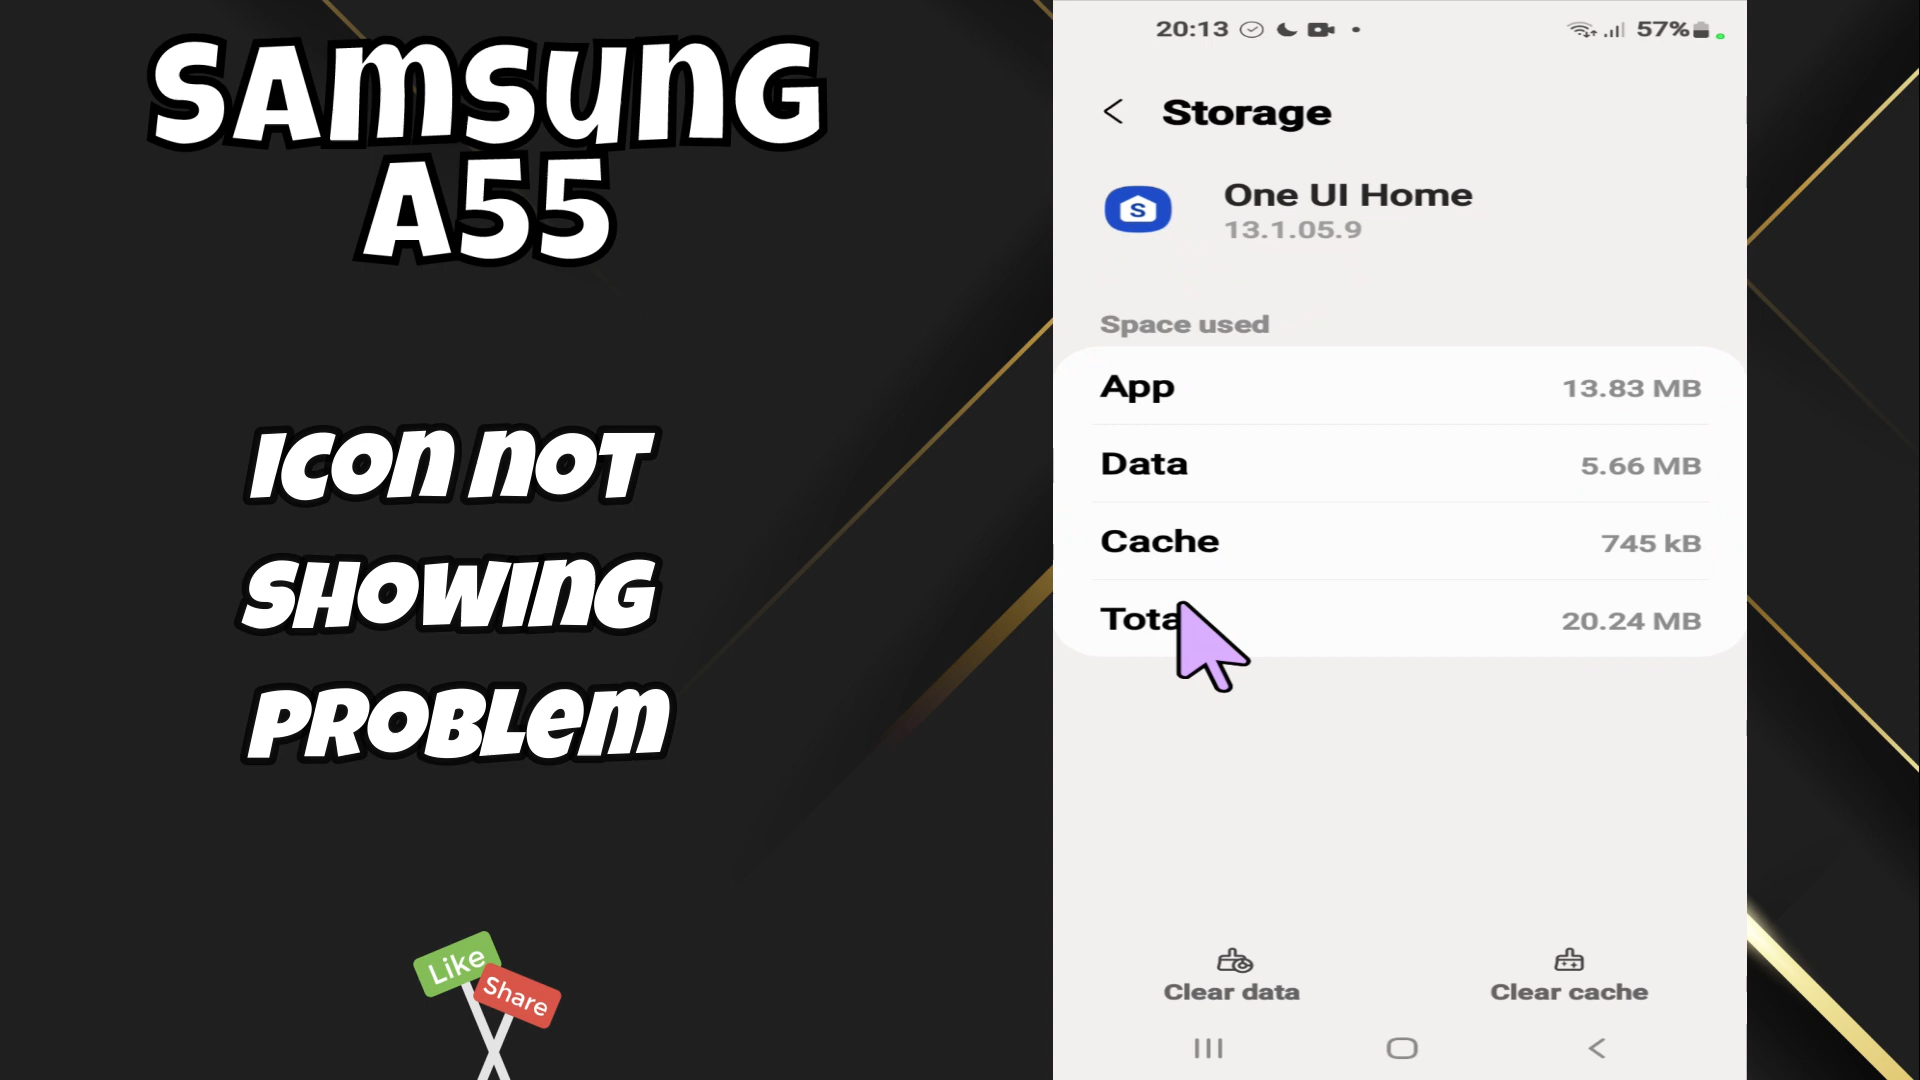 Samsung
A55
Icon not
showing
problem
Like
Share
20:13
57%
Storage
S
One UI Home
13.1.05.9
Space used
App 13.83 MB
Data 5.66 MB
Cache 745 kB
Tota 20.24 MB
Clear data
Clear cache